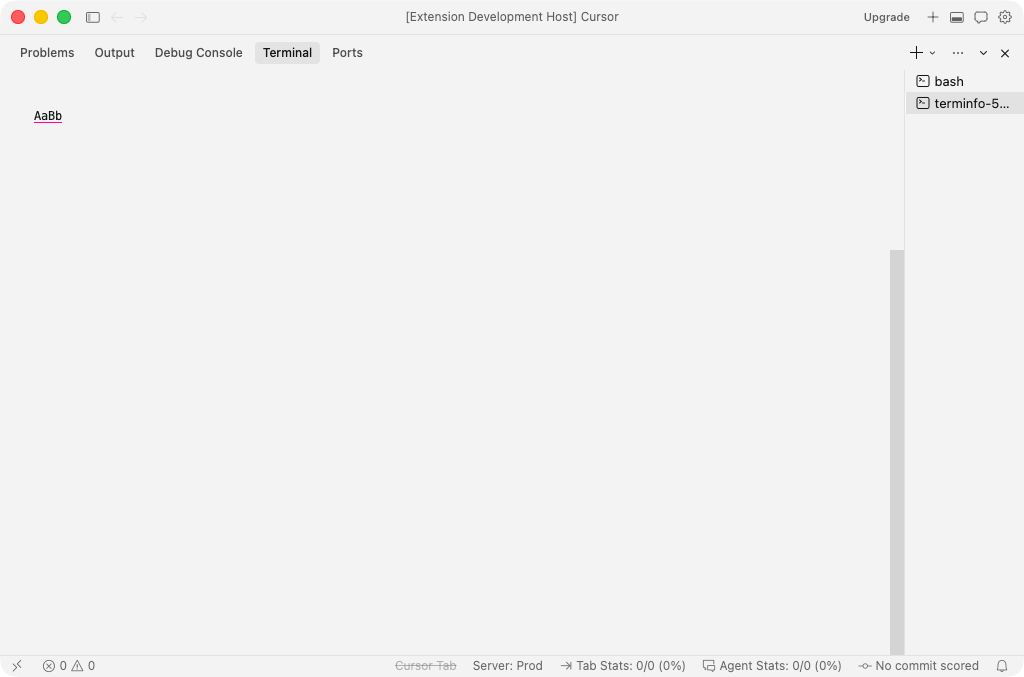 [Extension Development Host] Cursor
Upgrade
Problems Output Debug Console Terminal Ports
bash
terminfo-5...
AaBb
0 0 Cursor Tab Server: Prod Tab Stats: 0/0 (0%) Agent Stats: 0/0 (0%) No commit scored